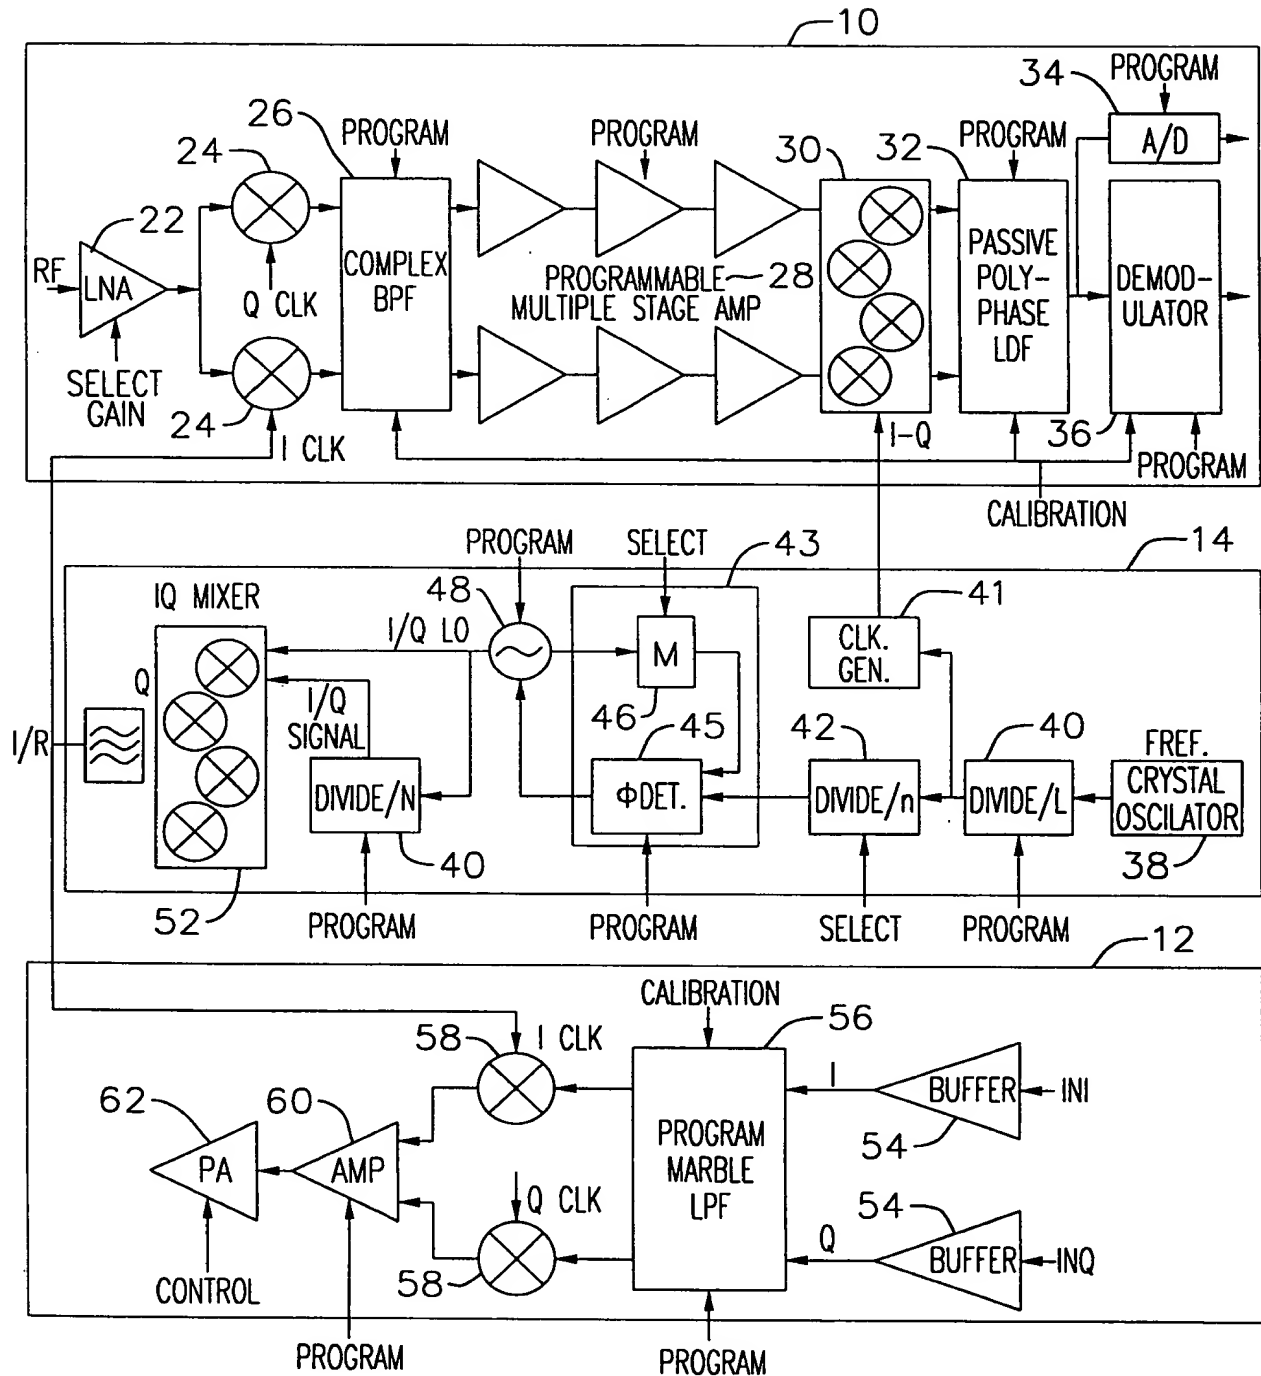 10
34
PROGRAM
24
26
PROGRAM
PROGRAM
30
32
PROGRAM
A/D
22
RF
LNA
Q CLK
COMPLEX
BPF
PROGRAMMABLE
28
MULTIPLE STAGE AMP
PASSIVE
POLY-
PHASE
LDF
DEMOD-
ULATOR
SELECT
GAIN
24
I CLK
I-Q
36
PROGRAM
CALIBRATION
PROGRAM
SELECT
43
14
IQ MIXER
I/Q LO
48
M
CLK.
GEN.
41
Q
I/Q
SIGNAL
46
I/R
45
42
40
FREF.
DIVIDE/N
ΦDET.
DIVIDE/n
DIVIDE/L
CRYSTAL
OSCILATOR
40
38
52
PROGRAM
PROGRAM
SELECT
PROGRAM
12
CALIBRATION
58
I CLK
56
I
BUFFER
INI
62
60
54
PA
AMP
PROGRAM
MARBLE
LPF
Q CLK
54
Q
BUFFER
INQ
58
CONTROL
PROGRAM
PROGRAM